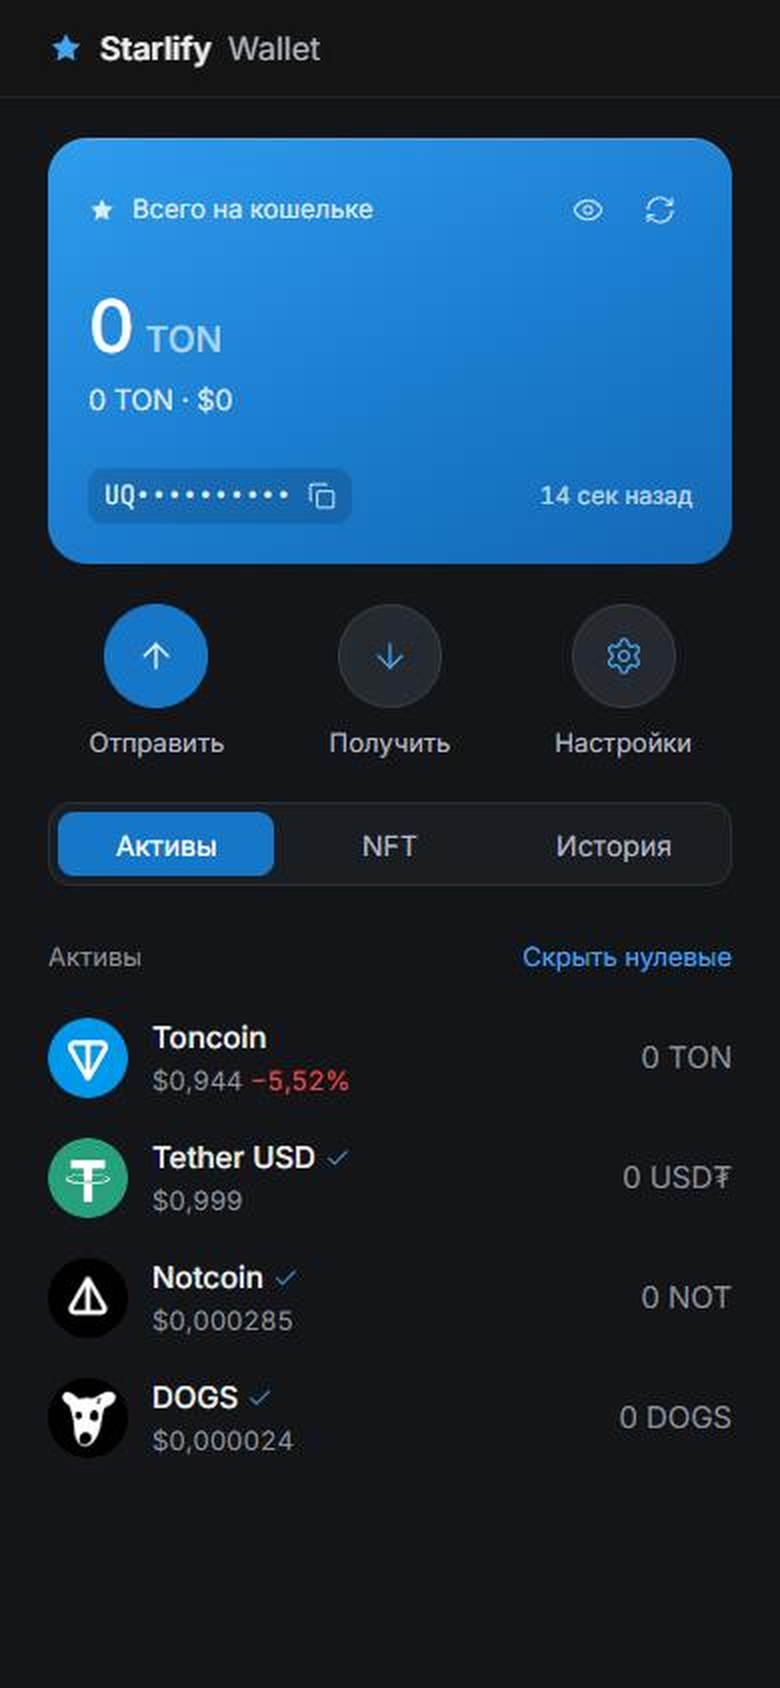 Starlify Wallet
Всего на кошельке
0 TON
0 TON · $0
UQ••••••••••
14 сек назад
Отправить
Получить
Настройки
Активы
NFT
История
Активы
Скрыть нулевые
Toncoin
0 TON
$0,944 −5,52%
Tether USD
0 USD₮
$0,999
Notcoin
0 NOT
$0,000285
DOGS
0 DOGS
$0,000024